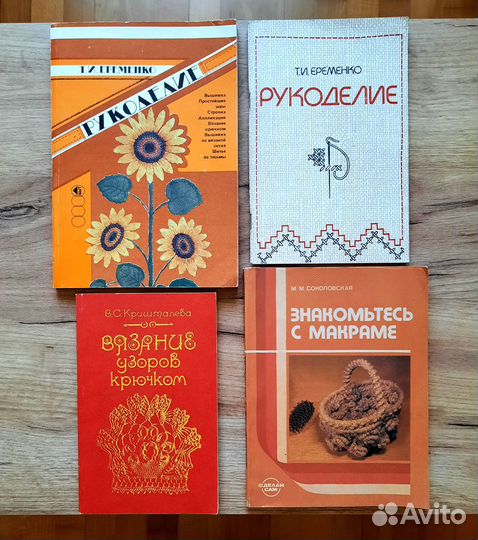 Т.И. ЕРЕМЕНКО
РУКОДЕЛИЕ
Вышивка
Простейшие
швы
Строчка
Аппликация
Вязание
крючком
Вышивка
по вязаной
сетке
Шитье
из тесьмы
Т.И. ЕРЕМЕНКО
РУКОДЕЛИЕ
В.С. Кришталева
ВЯЗАНИЕ
узоров
крючком
М. М. СОКОЛОВСКАЯ
ЗНАКОМЬТЕСЬ
С МАКРАМЕ
СДЕЛАЙ
САМ
Avito